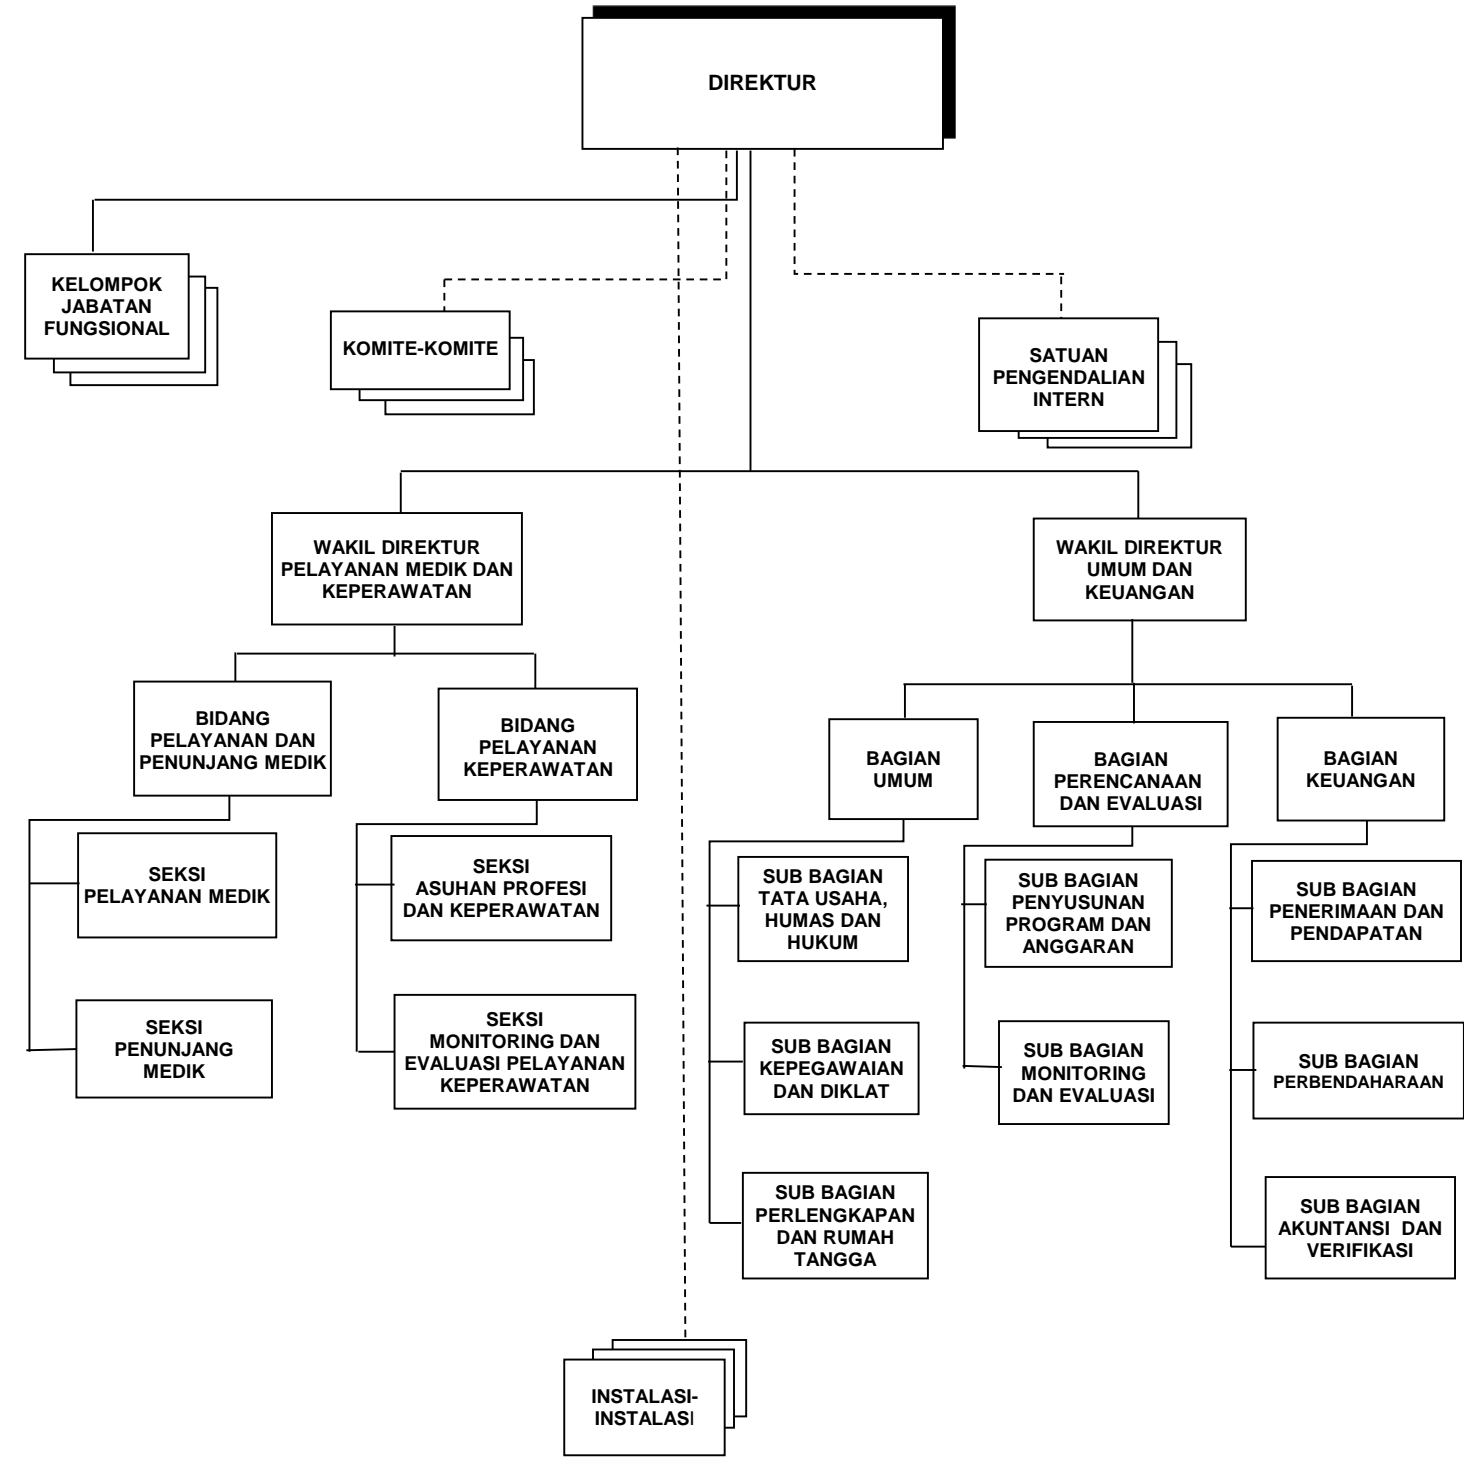 DIREKTUR
KELOMPOK
JABATAN
FUNGSIONAL
KOMITE-KOMITE
SATUAN
PENGENDALIAN
INTERN
WAKIL DIREKTUR
PELAYANAN MEDIK DAN
KEPERAWATAN
WAKIL DIREKTUR
UMUM DAN
KEUANGAN
BIDANG
PELAYANAN DAN
PENUNJANG MEDIK
BIDANG
PELAYANAN
KEPERAWATAN
BAGIAN
UMUM
BAGIAN
PERENCANAAN
DAN EVALUASI
BAGIAN
KEUANGAN
SEKSI
PELAYANAN MEDIK
SEKSI
ASUHAN PROFESI
DAN KEPERAWATAN
SUB BAGIAN
TATA USAHA,
HUMAS DAN
HUKUM
SUB BAGIAN
PENYUSUNAN
PROGRAM DAN
ANGGARAN
SUB BAGIAN
PENERIMAAN DAN
PENDAPATAN
SEKSI
PENUNJANG
MEDIK
SEKSI
MONITORING DAN
EVALUASI PELAYANAN
KEPERAWATAN
SUB BAGIAN
KEPEGAWAIAN
DAN DIKLAT
SUB BAGIAN
MONITORING
DAN EVALUASI
SUB BAGIAN
PERBENDAHARAAN
SUB BAGIAN
PERLENGKAPAN
DAN RUMAH
TANGGA
SUB BAGIAN
AKUNTANSI DAN
VERIFIKASI
INSTALASI-
INSTALASI